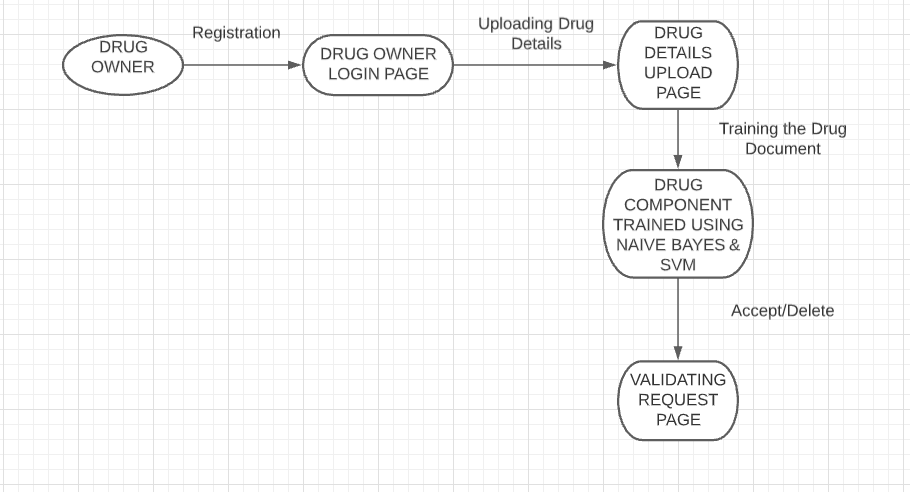 DRUG
OWNER
Registration
DRUG OWNER
LOGIN PAGE
Uploading Drug
Details
DRUG
DETAILS
UPLOAD
PAGE
Training the Drug
Document
DRUG
COMPONENT
TRAINED USING
NAIVE BAYES &
SVM
Accept/Delete
VALIDATING
REQUEST
PAGE